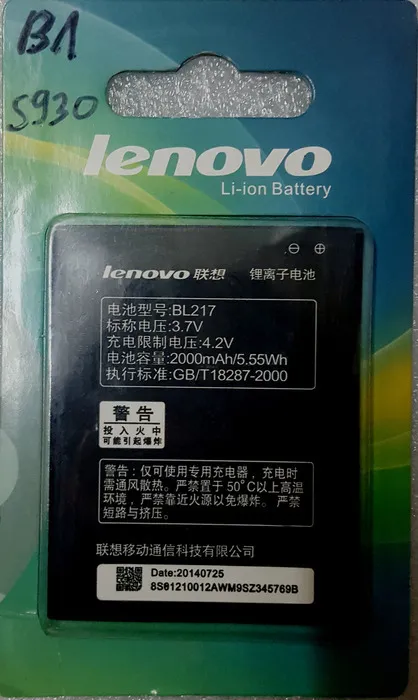 B1
S930
lenovo
Li-ion Battery
⊖ ⊕
lenovo 联想 锂离子电池
电池型号:BL217
标称电压:3.7V
充电限制电压:4.2V
电池容量:2000mAh/5.55Wh
执行标准:GB/T18287-2000
警告
投入火中
可能引起爆炸
警告:仅可使用专用充电器,充电时
需通风散热。严禁置于50°C以上高温
环境,严禁靠近火源以免爆炸。严禁
短路与挤压。
联想移动通信科技有限公司
Date:20140725
8S61210012AWM9SZ345769B